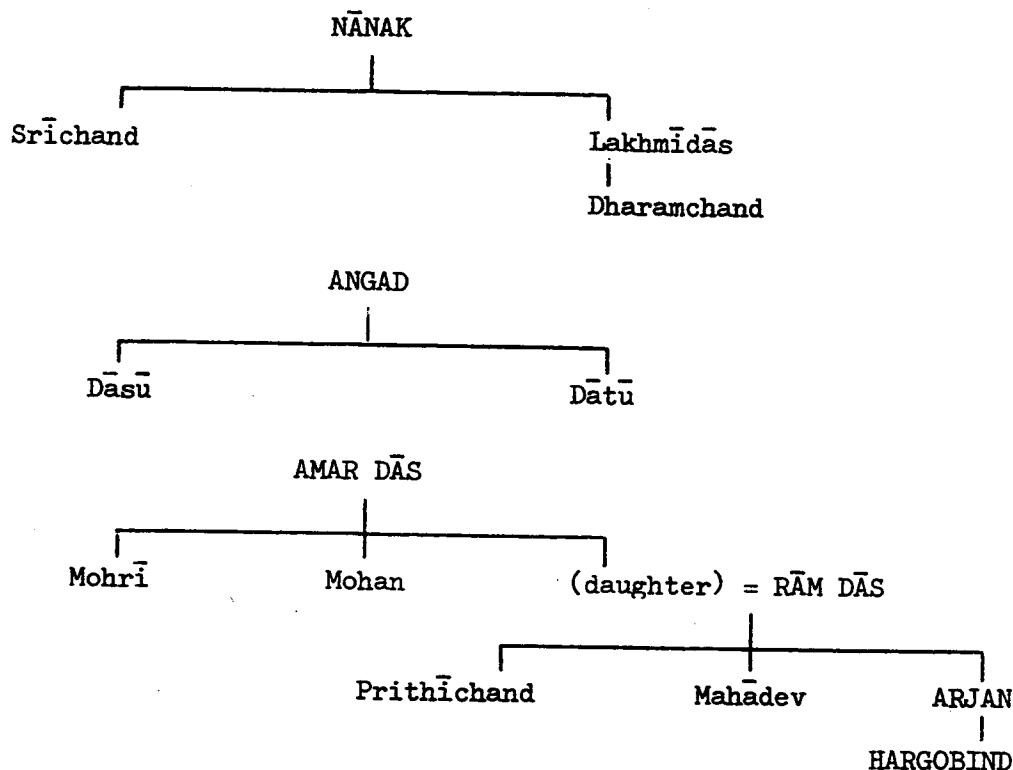 NĀNAK
Srīchand Lakhmīdās
Dharamchand
ANGAD
Dāsū Dātū
AMAR DĀS
Mohrī Mohan (daughter) = RĀM DĀS
Prithīchand Mahādev ARJAN
HARGOBIND